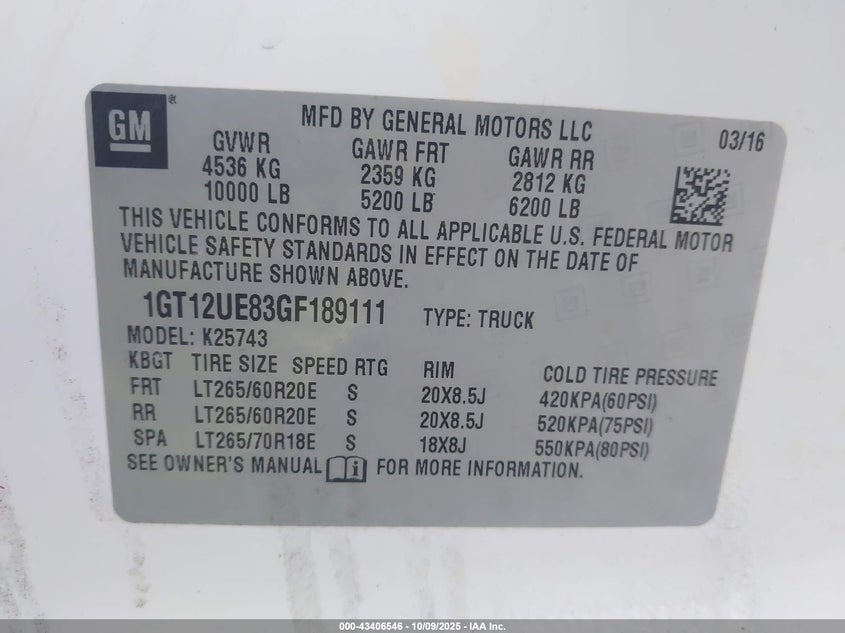 GM®
MFD BY GENERAL MOTORS LLC
03/16
GVWR GAWR FRT GAWR RR
4536 KG 2359 KG 2812 KG
10000 LB 5200 LB 6200 LB
THIS VEHICLE CONFORMS TO ALL APPLICABLE U.S. FEDERAL MOTOR
VEHICLE SAFETY STANDARDS IN EFFECT ON THE DATE OF
MANUFACTURE SHOWN ABOVE.
1GT12UE83GF189111 TYPE: TRUCK
MODEL: K25743
KBGT TIRE SIZE SPEED RTG RIM COLD TIRE PRESSURE
FRT LT265/60R20E S 20X8.5J 420KPA(60PSI)
RR LT265/60R20E S 20X8.5J 520KPA(75PSI)
SPA LT265/70R18E S 18X8J 550KPA(80PSI)
SEE OWNER'S MANUAL i FOR MORE INFORMATION.
000-43406546 - 10/09/2025 - IAA Inc.